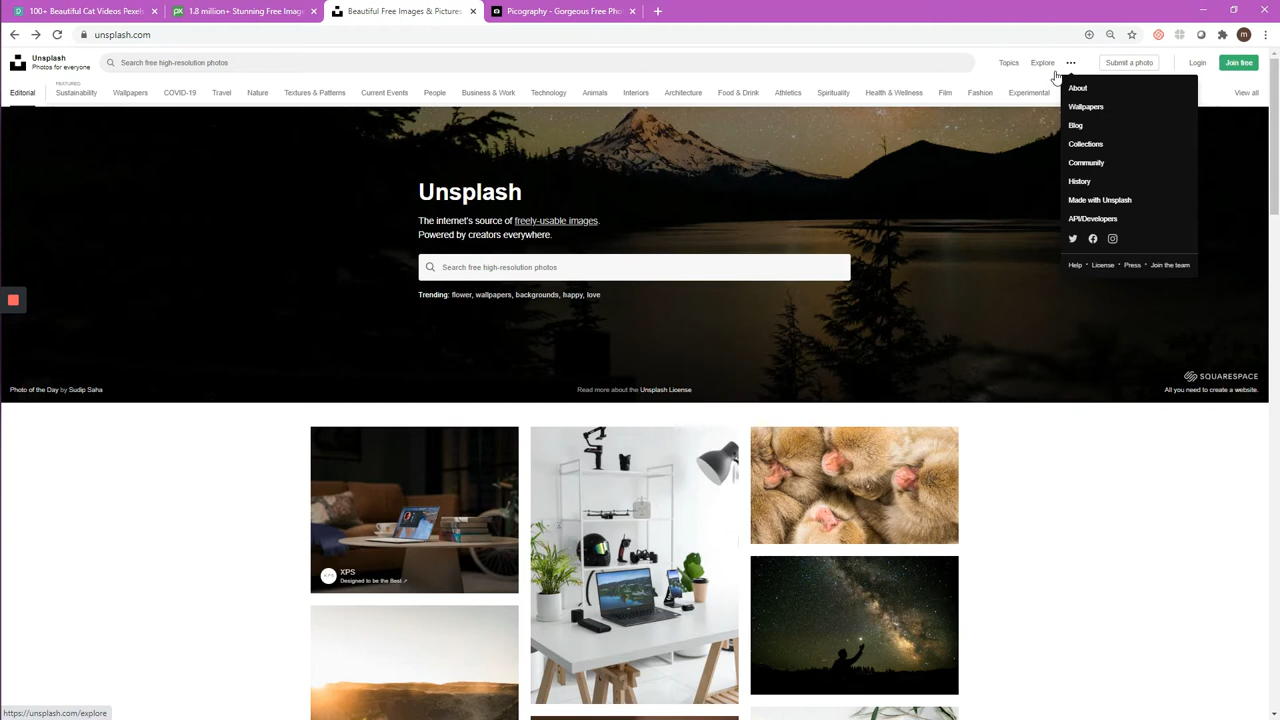 100+ Beautiful Cat Videos Pexels
1.8 million+ Stunning Free Image
Beautiful Free Images & Pictures
Picography - Gorgeous Free Pho
unsplash.com
m
Unsplash
Photos for everyone
Search free high-resolution photos
Topics
Explore
Submit a photo
Login
Join free
Editorial
FEATURED
Sustainability
Wallpapers
COVID-19
Travel
Nature
Textures & Patterns
Current Events
People
Business & Work
Technology
Animals
Interiors
Architecture
Food & Drink
Athletics
Spirituality
Health & Wellness
Film
Fashion
Experimental
View all
About
Wallpapers
Blog
Collections
Community
History
Made with Unsplash
API/Developers
Help • License • Press • Join the team
Unsplash
The internet's source of freely-usable images.
Powered by creators everywhere.
Search free high-resolution photos
Trending: flower, wallpapers, backgrounds, happy, love
Photo of the Day by Sudip Saha
Read more about the Unsplash License
SQUARESPACE
All you need to create a website.
XPS
XPS
Designed to be the Best ↗
https://unsplash.com/explore